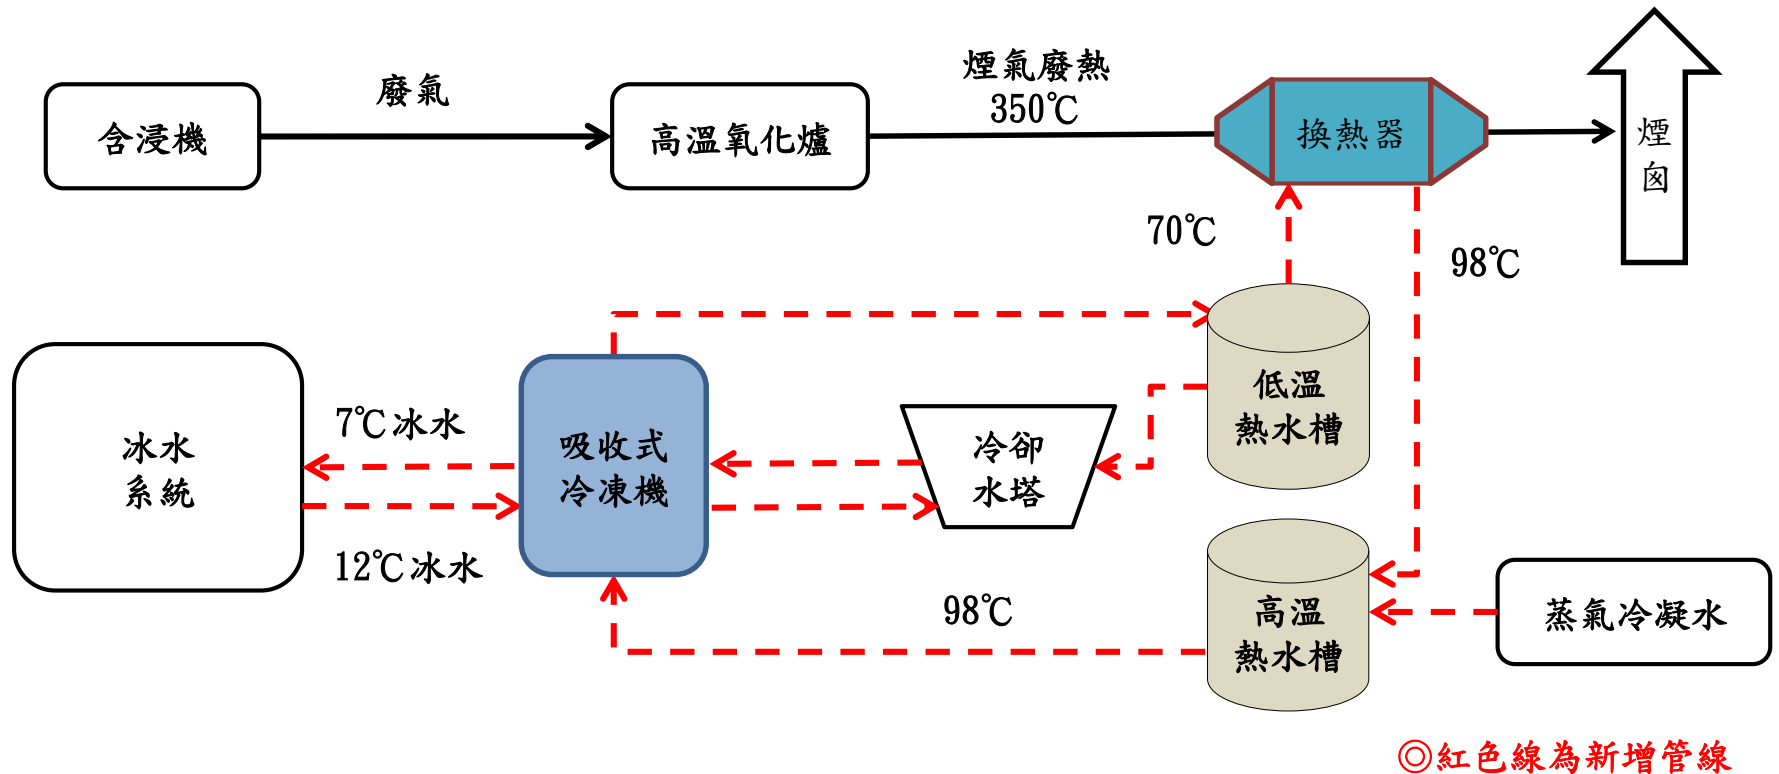 廢氣
煙氣廢熱
350℃
含浸機
高溫氧化爐
換熱器
煙
囪
70℃
98℃
7℃冰水
冰水
系統
12℃冰水
吸收式
冷凍機
冷卻
水塔
低溫
熱水槽
98℃
高溫
熱水槽
蒸氣冷凝水
◎紅色線為新增管線